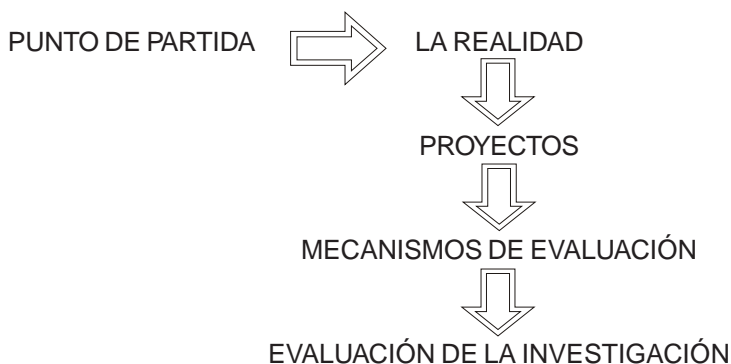 PUNTO DE PARTIDA LA REALIDAD
PROYECTOS
MECANISMOS DE EVALUACIÓN
EVALUACIÓN DE LA INVESTIGACIÓN